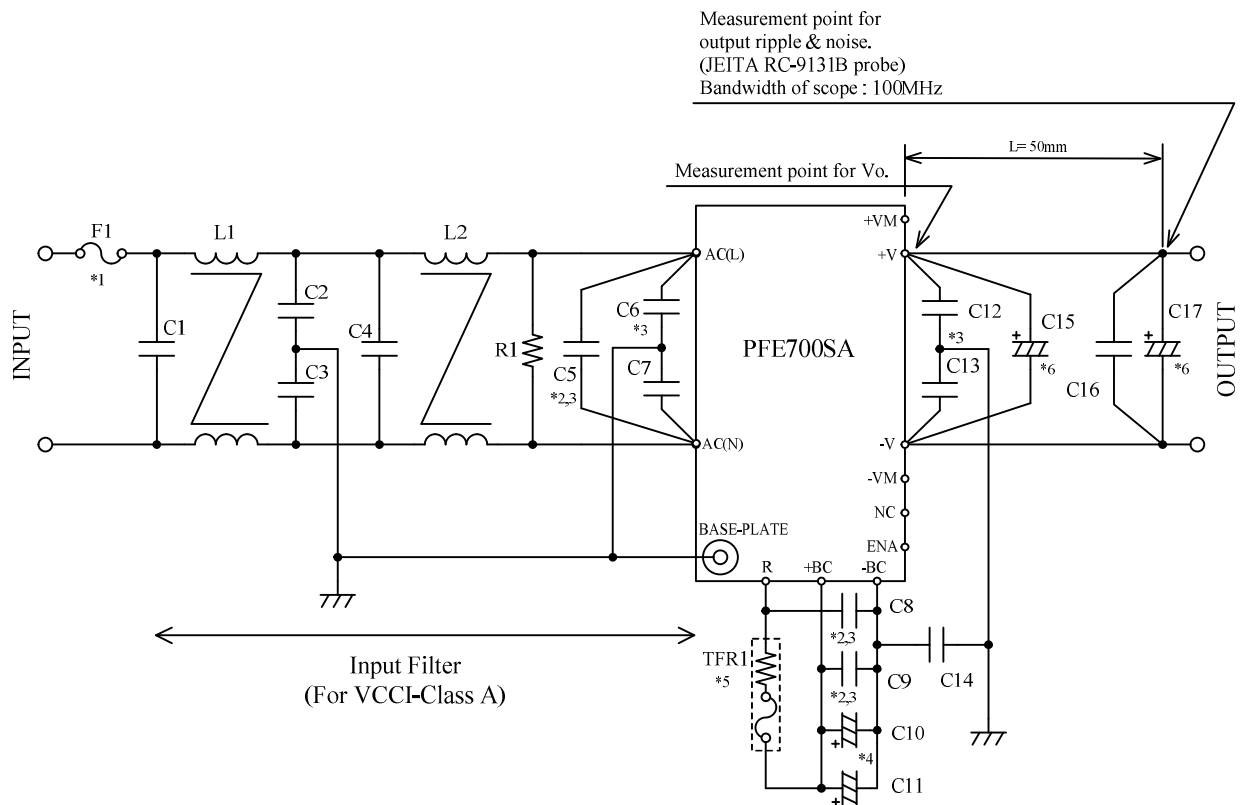 Measurement point for
output ripple & noise.
(JEITA RC-9131B probe)
Bandwidth of scope : 100MHz
L= 50mm
Measurement point for Vo.
+VM
F1
L1
L2
AC(L)
+V
*1
C2
C6
C12
C1
C4
*3
*3
C15
C17
INPUT
R1
PFE700SA
OUTPUT
C3
C5
C7
C13
*6
C16
*6
*2,3
AC(N)
-V
-VM
NC
BASE-PLATE
ENA
R
+BC
-BC
C8
*2,3
Input Filter
(For VCCI-Class A)
TFR1
*5
C9
C14
*2,3
C10
*4
C11